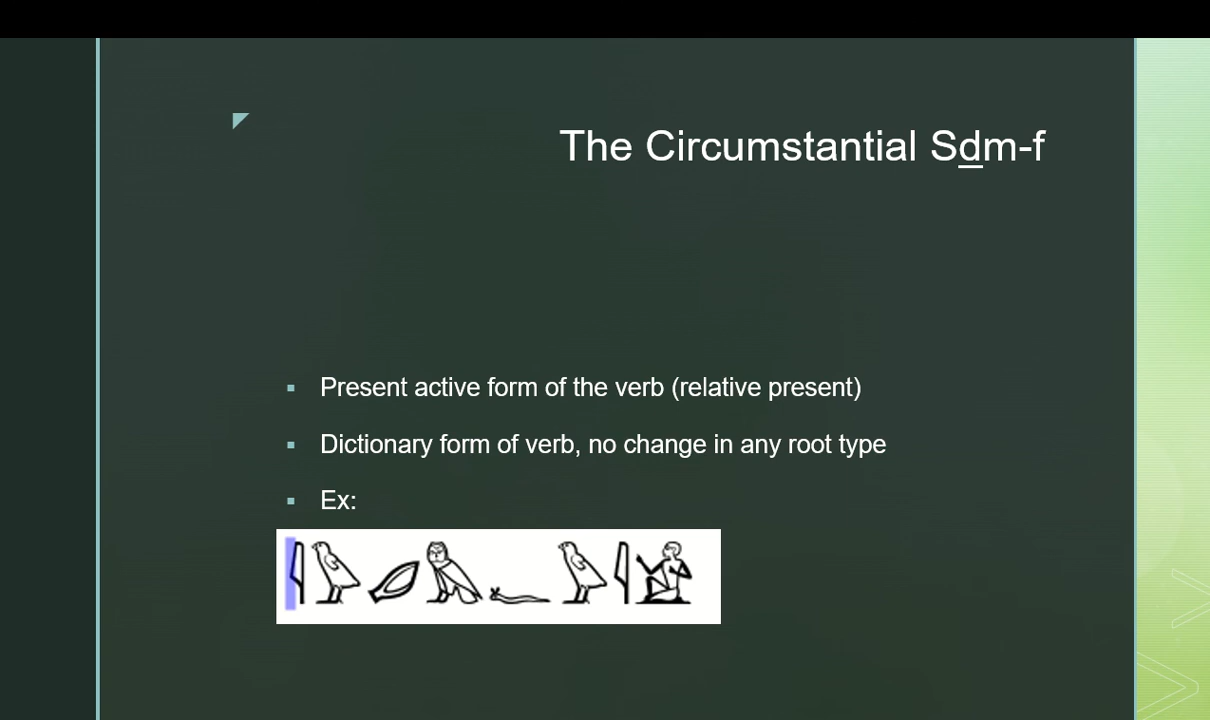 The Circumstantial Sdm-f
Present active form of the verb (relative present)
Dictionary form of verb, no change in any root type
Ex:
𓇋𓅱𓄔𓅓𓆑𓅱𓇋𓀀